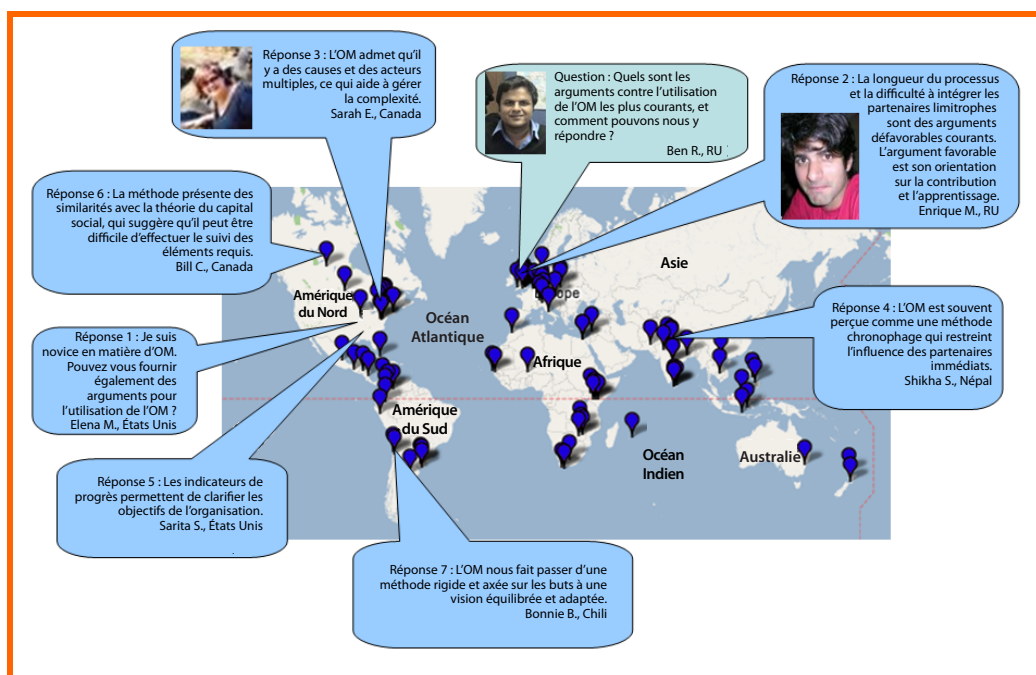 Réponse 3 : L'OM admet qu'il
y a des causes et des acteurs
multiples, ce qui aide à gérer
la complexité.
Sarah E., Canada
Question : Quels sont les
arguments contre l'utilisation
de l'OM les plus courants, et
comment pouvons nous y
répondre ?
Ben R., RU
Réponse 2 : La longueur du processus
et la difficulté à intégrer les
partenaires limitrophes
sont des arguments
défavorables courants.
L'argument favorable
est son orientation
sur la contribution
et l'apprentissage.
Enrique M., RU
Réponse 6 : La méthode présente des
similarités avec la théorie du capital
social, qui suggère qu'il peut être
difficile d'effectuer le suivi des
éléments requis.
Bill C., Canada
Asie
Europe
Amérique
du Nord
Océan
Atlantique
Réponse 4 : L'OM est souvent
perçue comme une méthode
chronophage qui restreint
l'influence des partenaires
immédiats.
Shikha S., Népal
Réponse 1 : Je suis
novice en matière d'OM.
Pouvez vous fournir
également des
arguments pour
l'utilisation de l'OM ?
Elena M., États Unis
Afrique
Amérique
du Sud
Océan
Indien
Australie
Réponse 5 : Les indicateurs de
progrès permettent de clarifier les
objectifs de l'organisation.
Sarita S., États Unis
Réponse 7 : L'OM nous fait passer d'une
méthode rigide et axée sur les buts à une
vision équilibrée et adaptée.
Bonnie B., Chili